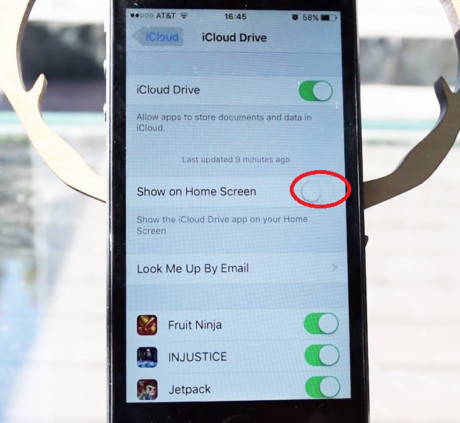 AT&T 16:45 58%
iCloud iCloud Drive
iCloud Drive
Allow apps to store documents and data in
iCloud.
Last updated 9 minutes ago
Show on Home Screen
Show the iCloud Drive app on your Home
Screen
Look Me Up By Email
Fruit Ninja
INJUSTICE
Jetpack